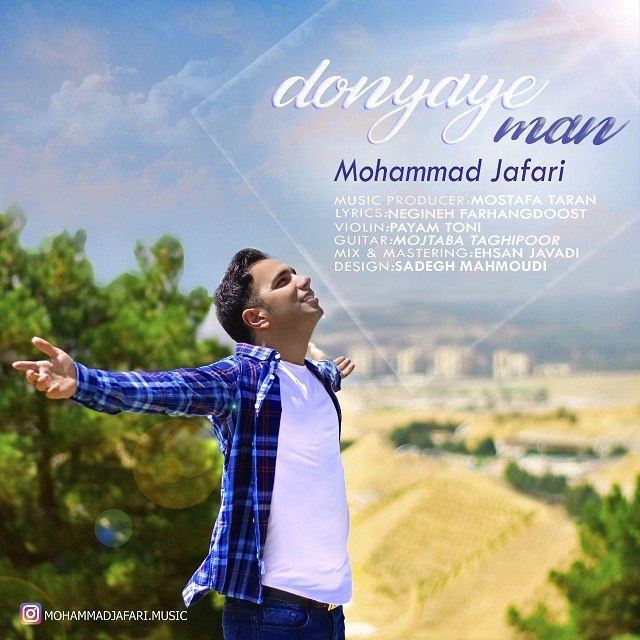 donyaye
man
Mohammad Jafari
MUSIC PRODUCER:MOSTAFA TARAN
LYRICS:NEGINEH FARHANGDOOST
VIOLIN:PAYAM TONI
GUITAR:MOJTABA TAGHIPOOR
MIX & MASTERING:EHSAN JAVADI
DESIGN:SADEGH MAHMOUDI
MOHAMMADJAFARI.MUSIC